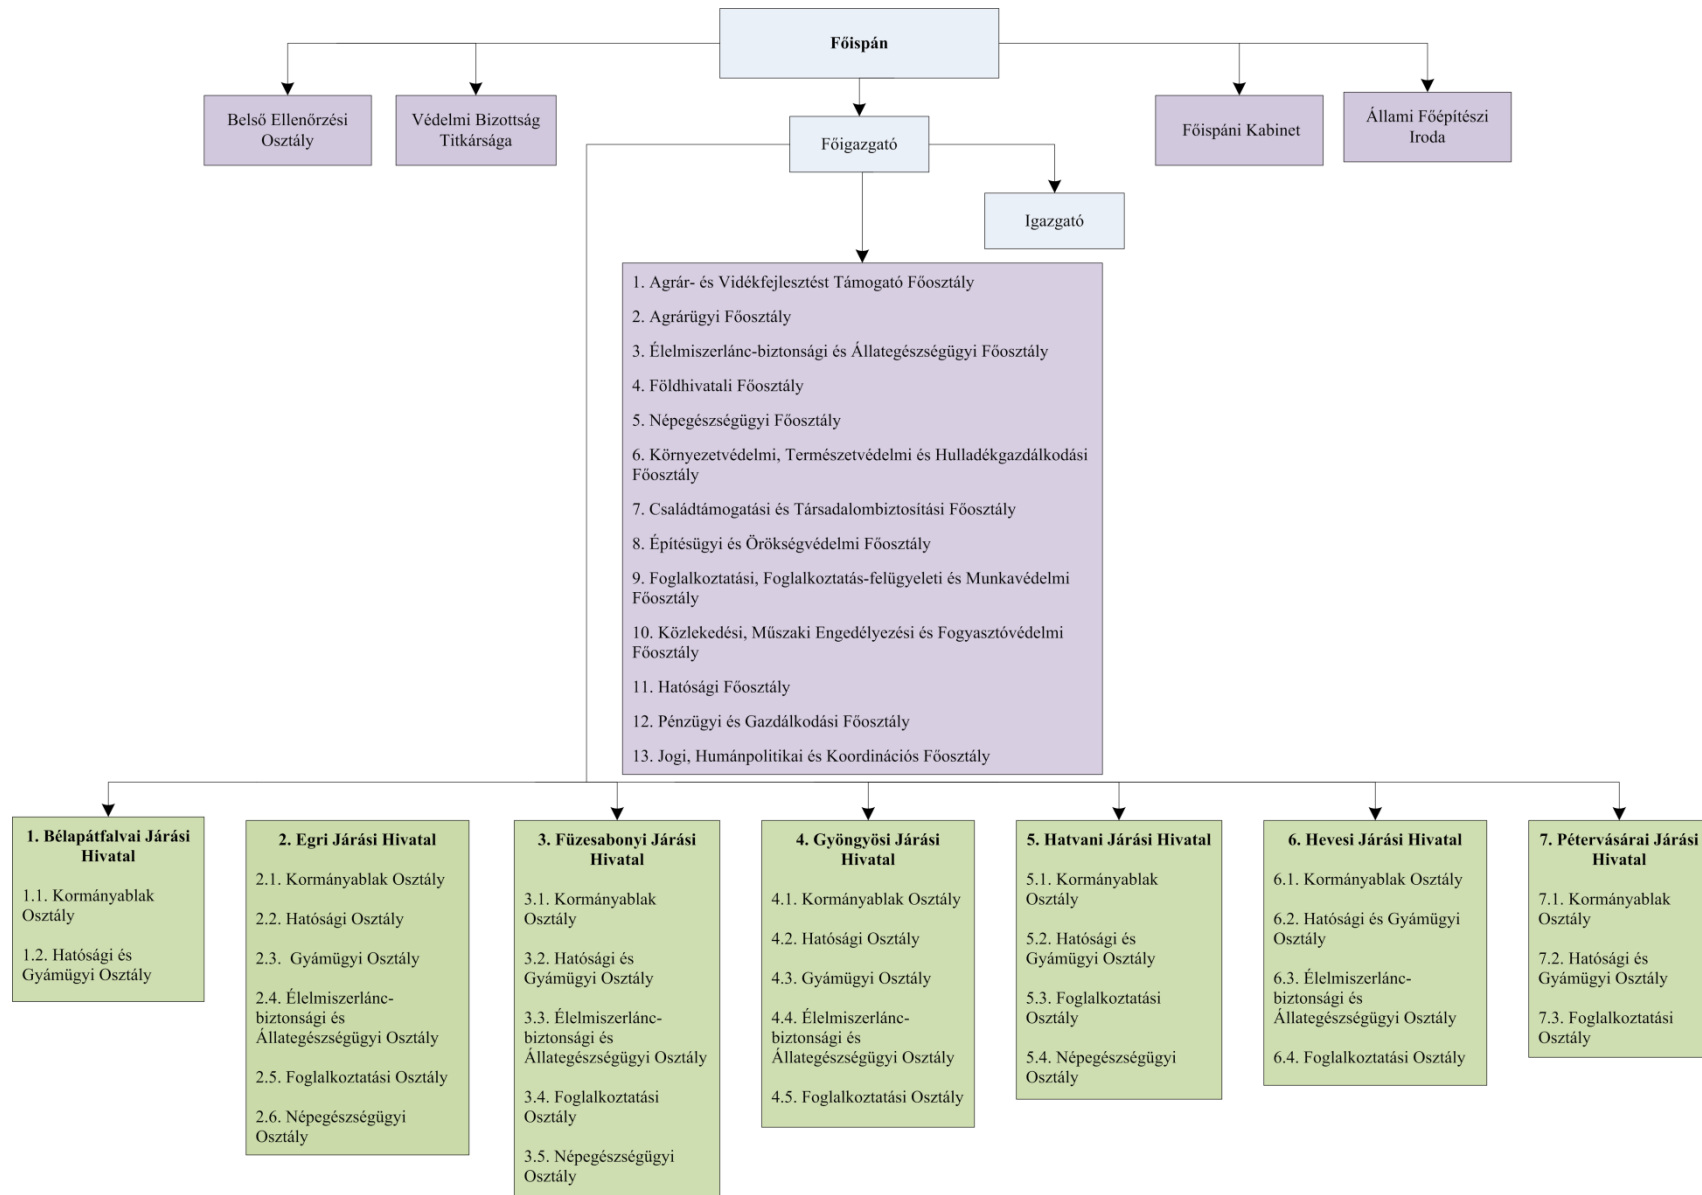 Főispán
Belső Ellenőrzési
Osztály
Védelmi Bizottság
Titkársága
Főispáni Kabinet
Állami Főépítészi
Iroda
Főigazgató
Igazgató
1. Agrár- és Vidékfejlesztést Támogató Főosztály
2. Agrárügyi Főosztály
3. Élelmiszerlánc-biztonsági és Állategészségügyi Főosztály
4. Földhivatali Főosztály
5. Népegészségügyi Főosztály
6. Környezetvédelmi, Természetvédelmi és Hulladékgazdálkodási
Főosztály
7. Családtámogatási és Társadalombiztosítási Főosztály
8. Építésügyi és Örökségvédelmi Főosztály
9. Foglalkoztatási, Foglalkoztatás-felügyeleti és Munkavédelmi
Főosztály
10. Közlekedési, Műszaki Engedélyezési és Fogyasztóvédelmi
Főosztály
11. Hatósági Főosztály
12. Pénzügyi és Gazdálkodási Főosztály
13. Jogi, Humánpolitikai és Koordinációs Főosztály
1. Bélapátfalvai Járási
Hivatal
1.1. Kormányablak
Osztály
1.2. Hatósági és
Gyámügyi Osztály
2. Egri Járási Hivatal
2.1. Kormányablak Osztály
2.2. Hatósági Osztály
2.3. Gyámügyi Osztály
2.4. Élelmiszerlánc-
biztonsági és
Állategészségügyi Osztály
2.5. Foglalkoztatási Osztály
2.6. Népegészségügyi
Osztály
3. Füzesabonyi Járási
Hivatal
3.1. Kormányablak
Osztály
3.2. Hatósági és
Gyámügyi Osztály
3.3. Élelmiszerlánc-
biztonsági és
Állategészségügyi Osztály
3.4. Foglalkoztatási
Osztály
3.5. Népegészségügyi
Osztály
4. Gyöngyösi Járási
Hivatal
4.1. Kormányablak Osztály
4.2. Hatósági Osztály
4.3. Gyámügyi Osztály
4.4. Élelmiszerlánc-
biztonsági és
Állategészségügyi Osztály
4.5. Foglalkoztatási Osztály
5. Hatvani Járási Hivatal
5.1. Kormányablak
Osztály
5.2. Hatósági és
Gyámügyi Osztály
5.3. Foglalkoztatási
Osztály
5.4. Népegészségügyi
Osztály
6. Hevesi Járási Hivatal
6.1. Kormányablak Osztály
6.2. Hatósági és Gyámügyi
Osztály
6.3. Élelmiszerlánc-
biztonsági és
Állategészségügyi Osztály
6.4. Foglalkoztatási Osztály
7. Pétervásárai Járási
Hivatal
7.1. Kormányablak
Osztály
7.2. Hatósági és
Gyámügyi Osztály
7.3. Foglalkoztatási
Osztály